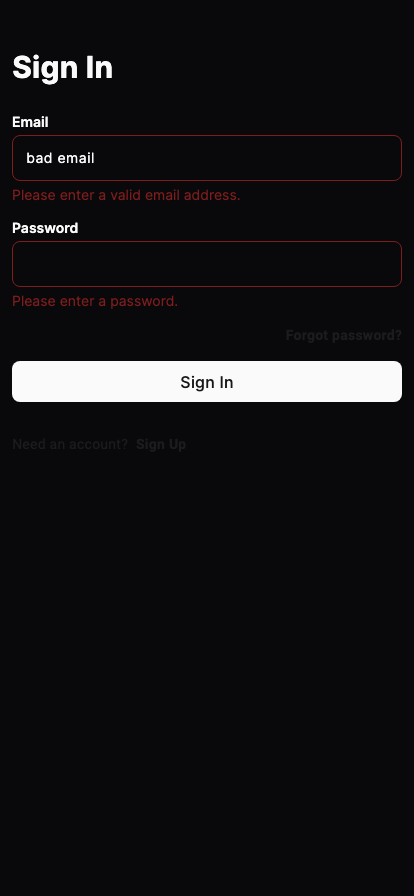 Sign In
Email
bad email
Please enter a valid email address.
Password
Please enter a password.
Forgot password?
Sign In
Need an account? Sign Up